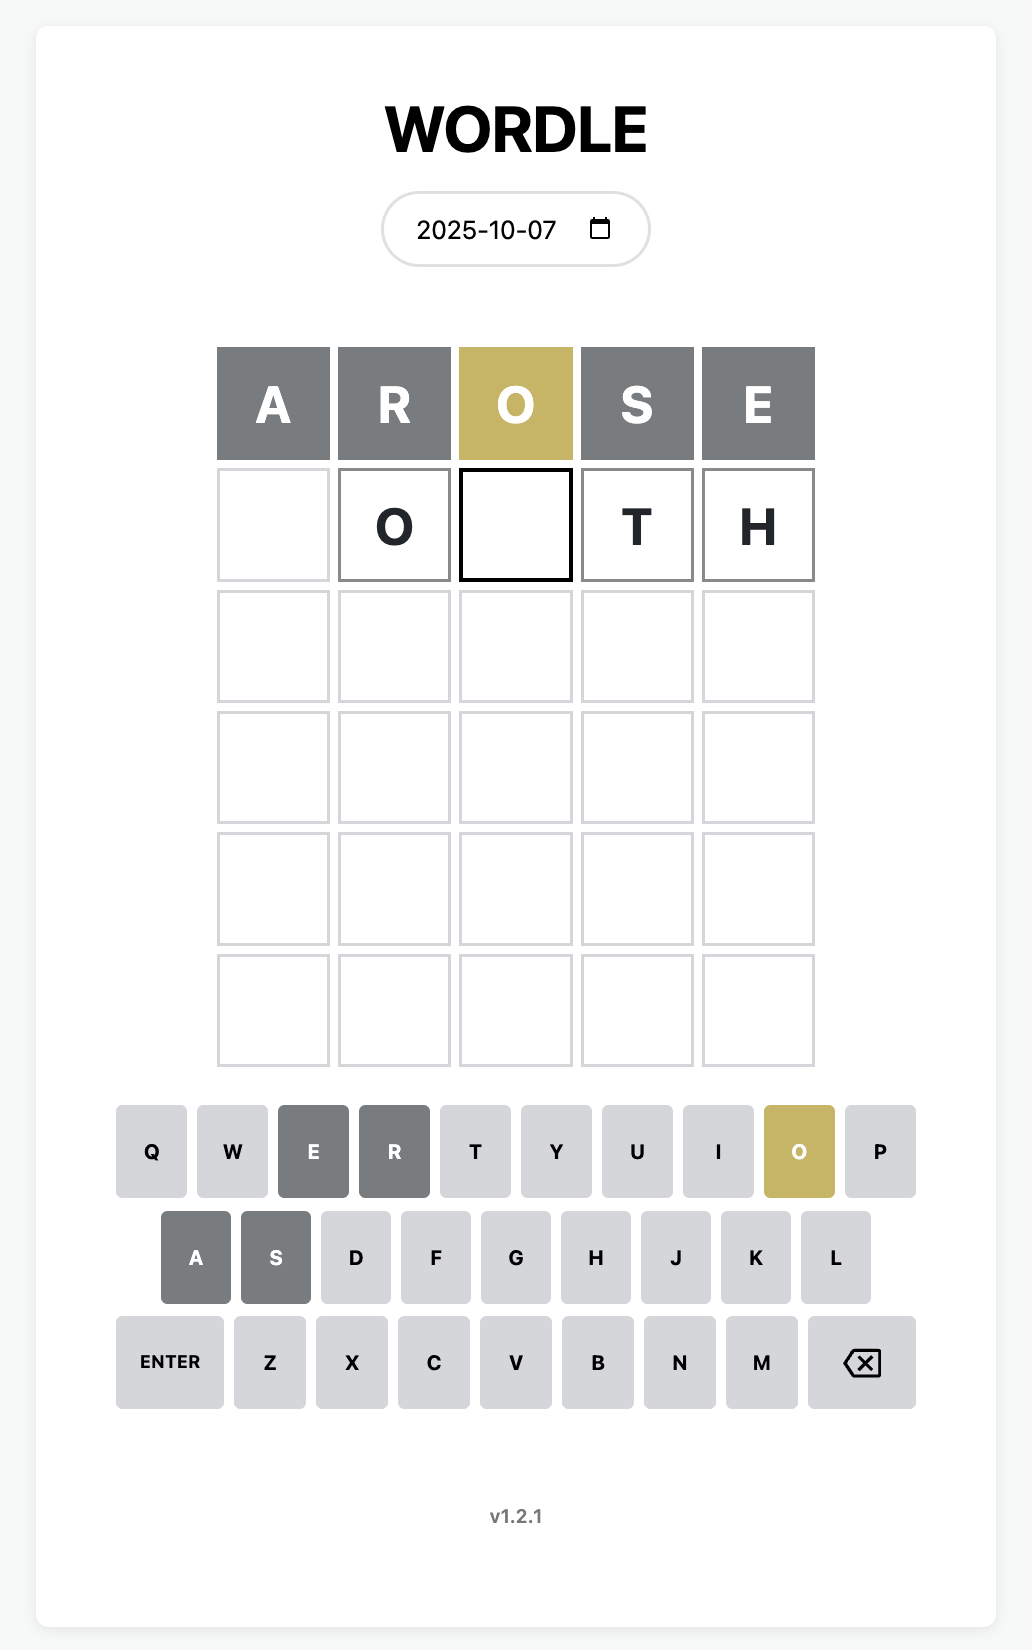 WORDLE
2025-10-07
A R O S E
O T H
Q W E R T Y U I O P
A S D F G H J K L
ENTER Z X C V B N M
v1.2.1